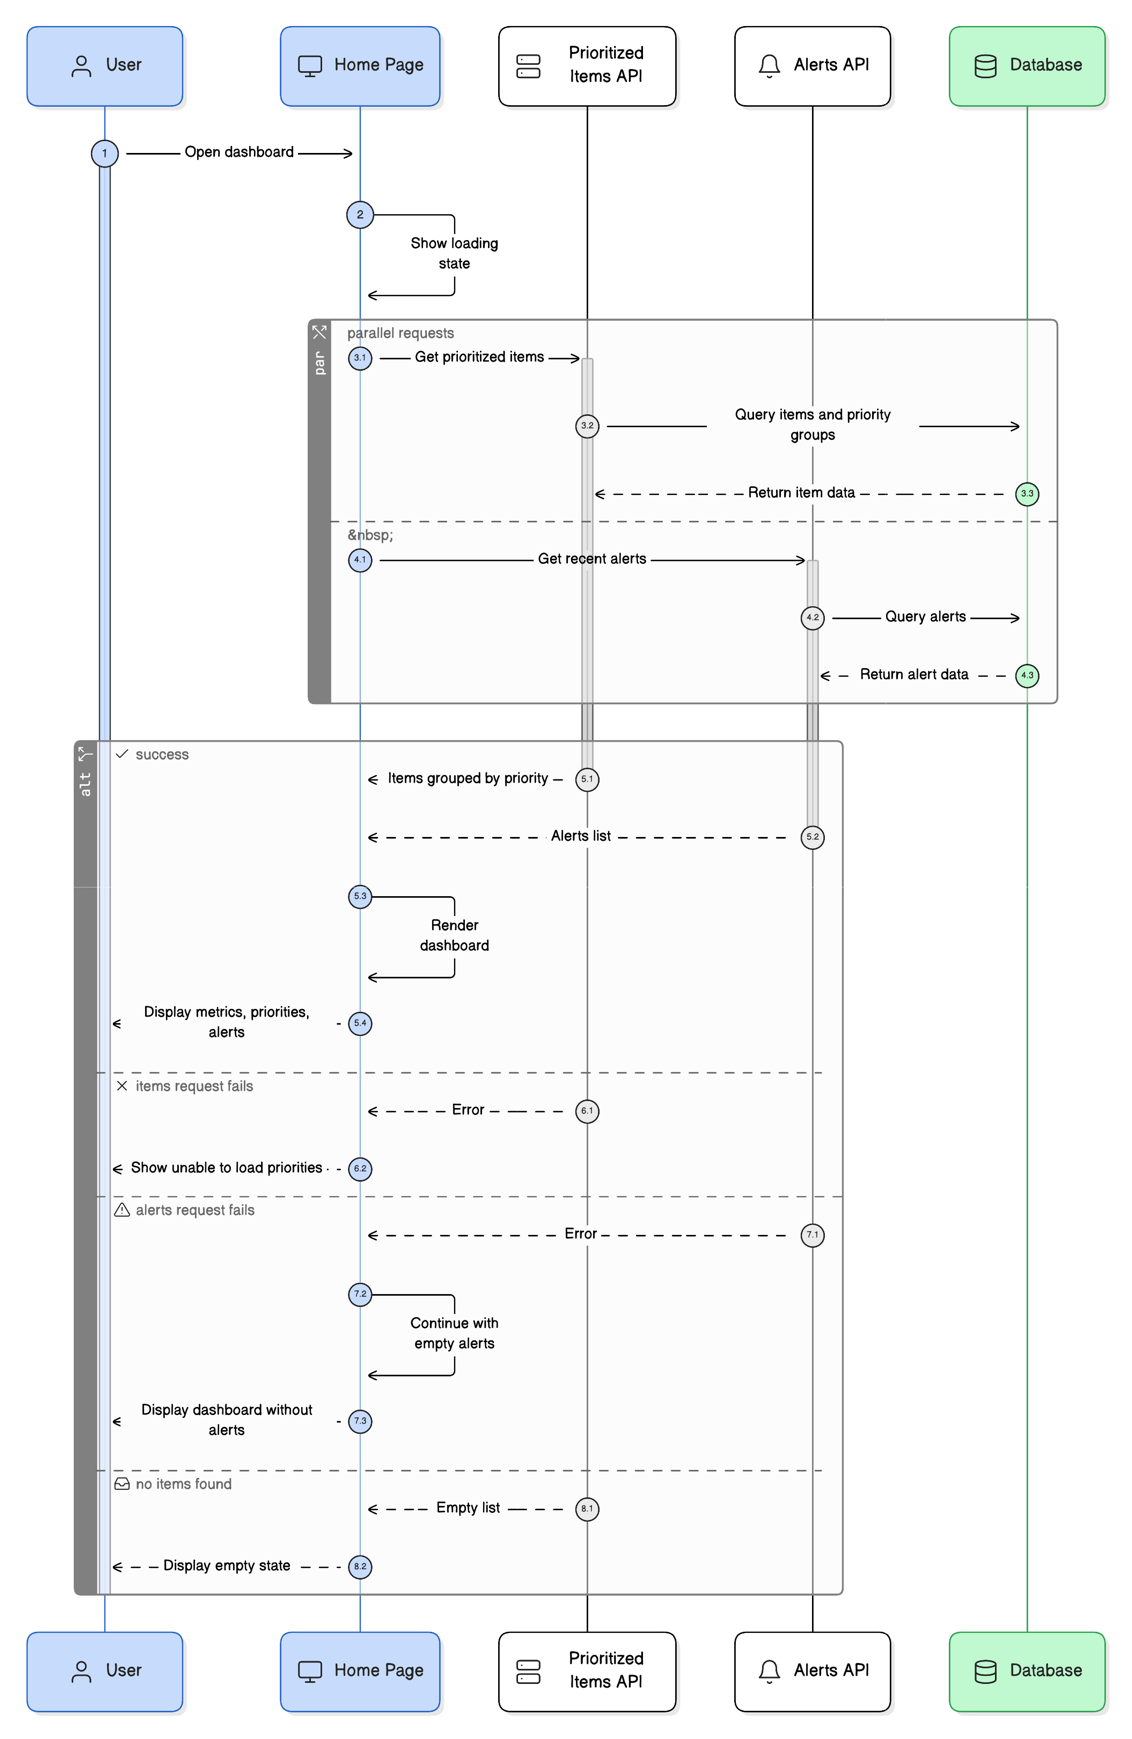 User
Home Page
Prioritized
Items API
Alerts API
Database
1
Open dashboard
2
Show loading
state
par
parallel requests
3.1
Get prioritized items
3.2
Query items and priority
groups
Return item data
3.3
&nbsp;
4.1
Get recent alerts
4.2
Query alerts
Return alert data
4.3
alt
success
Items grouped by priority
5.1
Alerts list
5.2
5.3
Render
dashboard
Display metrics, priorities,
alerts
5.4
items request fails
Error
6.1
Show unable to load priorities
6.2
alerts request fails
Error
7.1
7.2
Continue with
empty alerts
Display dashboard without
alerts
7.3
no items found
Empty list
8.1
Display empty state
8.2
User
Home Page
Prioritized
Items API
Alerts API
Database